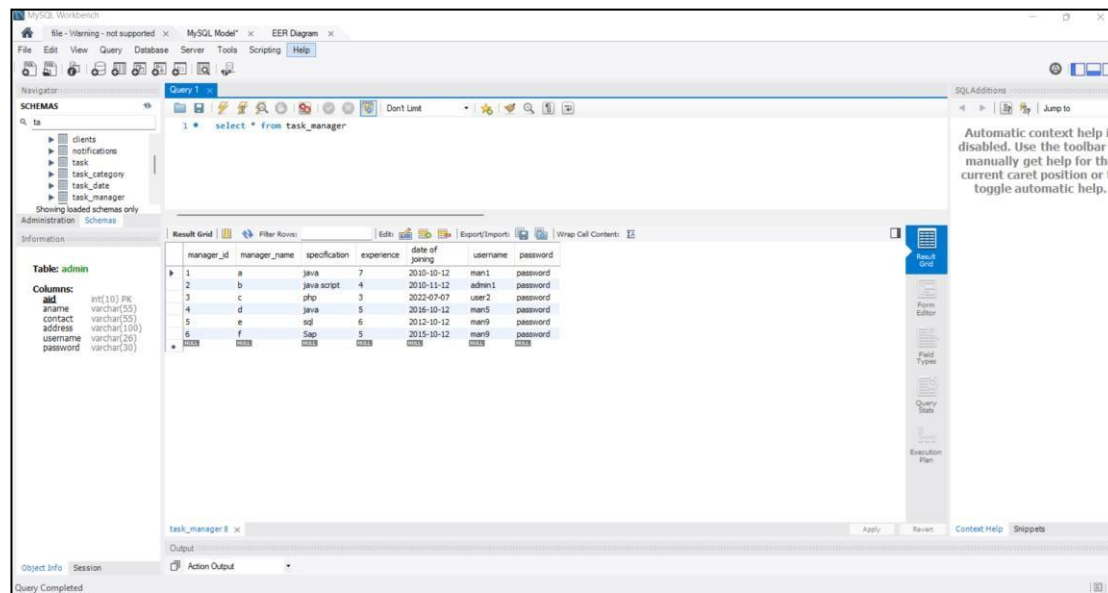 MySQL Workbench
file - Warning - not supported MySQL Model* EER Diagram
File Edit View Query Database Server Tools Scripting Help
Navigator
SCHEMAS
ta
clients
notifications
task
task_category
task_date
task_manager
Showing loaded schemas only
Administration Schemas
Information
Table: admin
Columns:
aid int(10) PK
aname varchar(55)
contact varchar(55)
address varchar(100)
username varchar(26)
password varchar(30)
Object Info Session
Query 1
Don't Limit
1 select * from task_manager
Result Grid Filter Rows: Edit: Export/Import: Wrap Cell Content:
manager_id manager_name specification experience date of joining username password
1 a java 7 2010-10-12 man1 password
2 b java script 4 2010-11-12 admin1 password
3 c php 3 2022-07-07 user2 password
4 d java 5 2016-10-12 man5 password
5 e sql 6 2012-10-12 man9 password
6 f Sap 5 2015-10-12 man9 password
NULL NULL NULL NULL NULL NULL NULL
Result Grid
Form Editor
Field Types
Query Stats
Execution Plan
task_manager 8 Apply Revert
Output
Action Output
SQLAdditions
Jump to
Automatic context help i
disabled. Use the toolbar
manually get help for the
current caret position or
toggle automatic help.
Context Help Snippets
Query Completed